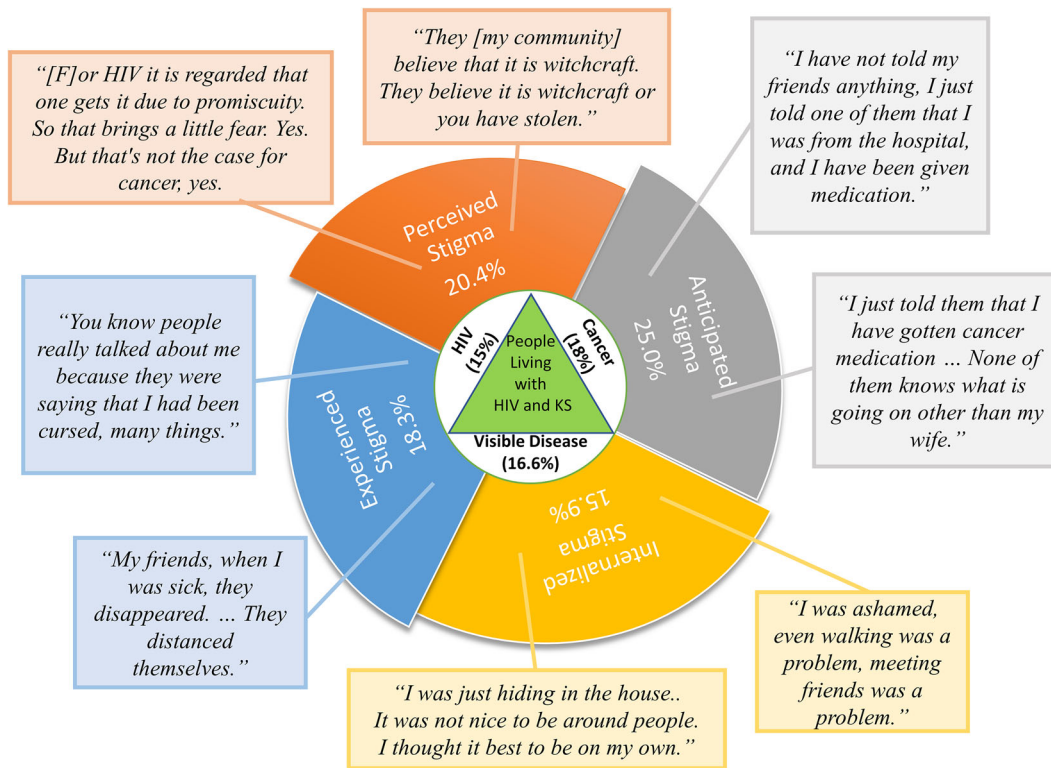 “[F]or HIV it is regarded that
one gets it due to promiscuity.
So that brings a little fear. Yes.
But that's not the case for
cancer, yes.
“They [my community]
believe that it is witchcraft.
They believe it is witchcraft or
you have stolen.”
“I have not told my
friends anything, I just
told one of them that I
was from the hospital,
and I have been given
medication.”
Perceived
Stigma
20.4%
Anticipated
Stigma
25.0%
“You know people
really talked about me
because they were
saying that I had been
cursed, many things.”
HIV
(15%)
Cancer
(18%)
People
Living
with
HIV and KS
Visible Disease
(16.6%)
“I just told them that I
have gotten cancer
medication … None of
them knows what is
going on other than my
wife.”
Experienced
Stigma
18.3%
Internalized
Stigma
15.9%
“My friends, when I
was sick, they
disappeared. … They
distanced
themselves.”
“I was just hiding in the house..
It was not nice to be around people.
I thought it best to be on my own.”
“I was ashamed,
even walking was a
problem, meeting
friends was a
problem.”